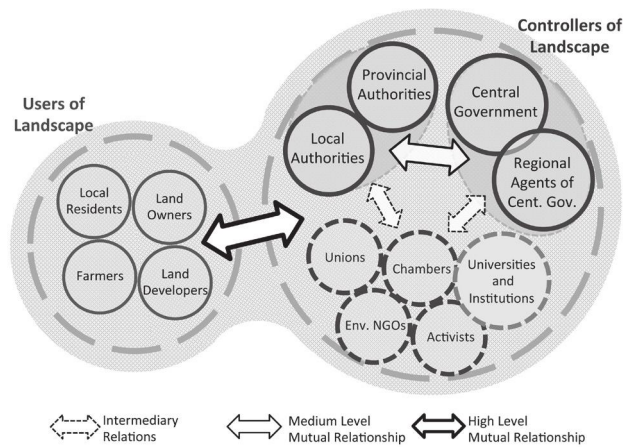 Controllers of
Landscape
Users of
Landscape
Provincial
Authorities
Central
Government
Local
Authorities
Regional
Agents of
Cent. Gov.
Local
Residents
Land
Owners
Farmers
Land
Developers
Unions
Chambers
Universities
and
Institutions
Env. NGOs
Activists
Intermediary
Relations
Medium Level
Mutual Relationship
High Level
Mutual Relationship